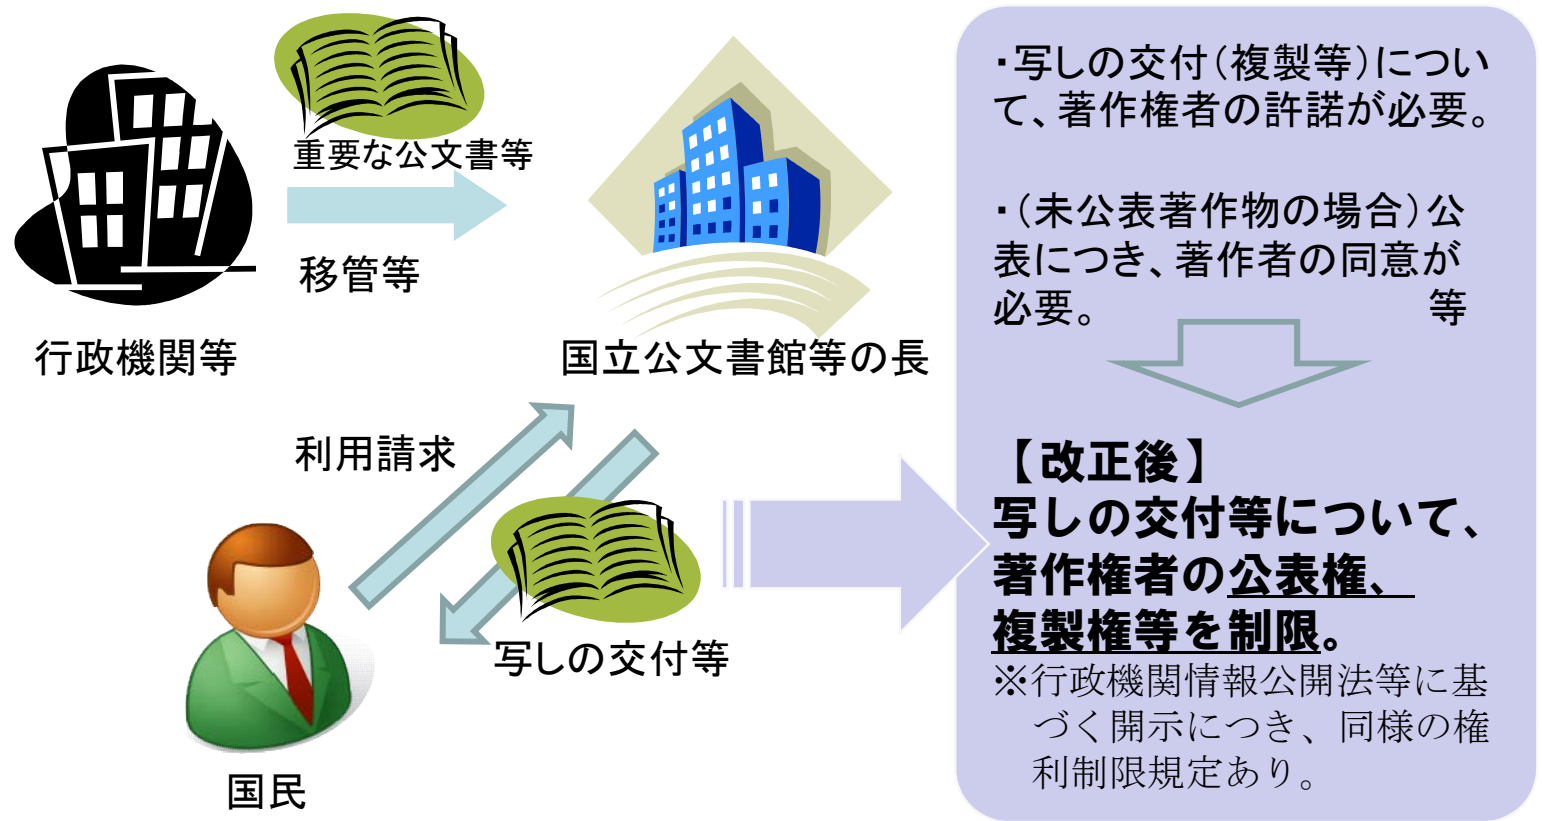 重要な公文書等
移管等
行政機関等
国立公文書館等の長
利用請求
写しの交付等
国民
・写しの交付（複製等）につい
て、著作権者の許諾が必要。
・（未公表著作物の場合）公
表につき、著作者の同意が
必要。 等
【改正後】
写しの交付等について、
著作権者の公表権、
複製権等を制限。
※行政機関情報公開法等に基
づく開示につき、同様の権
利制限規定あり。